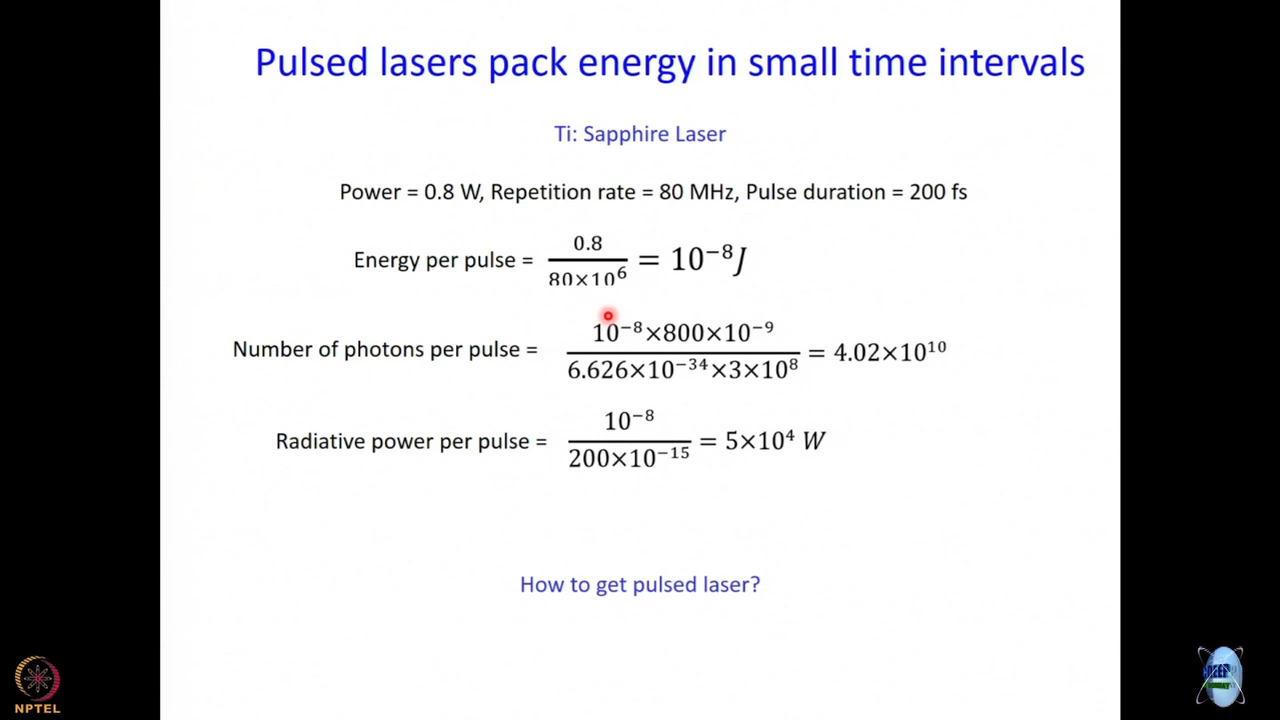 Pulsed lasers pack energy in small time intervals
Ti: Sapphire Laser
Power = 0.8 W, Repetition rate = 80 MHz, Pulse duration = 200 fs
Energy per pulse = 0.8 / 80×10⁶ = 10⁻⁸J
Number of photons per pulse = 10⁻⁸×800×10⁻⁹ / 6.626×10⁻³⁴×3×10⁸ = 4.02×10¹⁰
Radiative power per pulse = 10⁻⁸ / 200×10⁻¹⁵ = 5×10⁴ W
How to get pulsed laser?
NPTEL